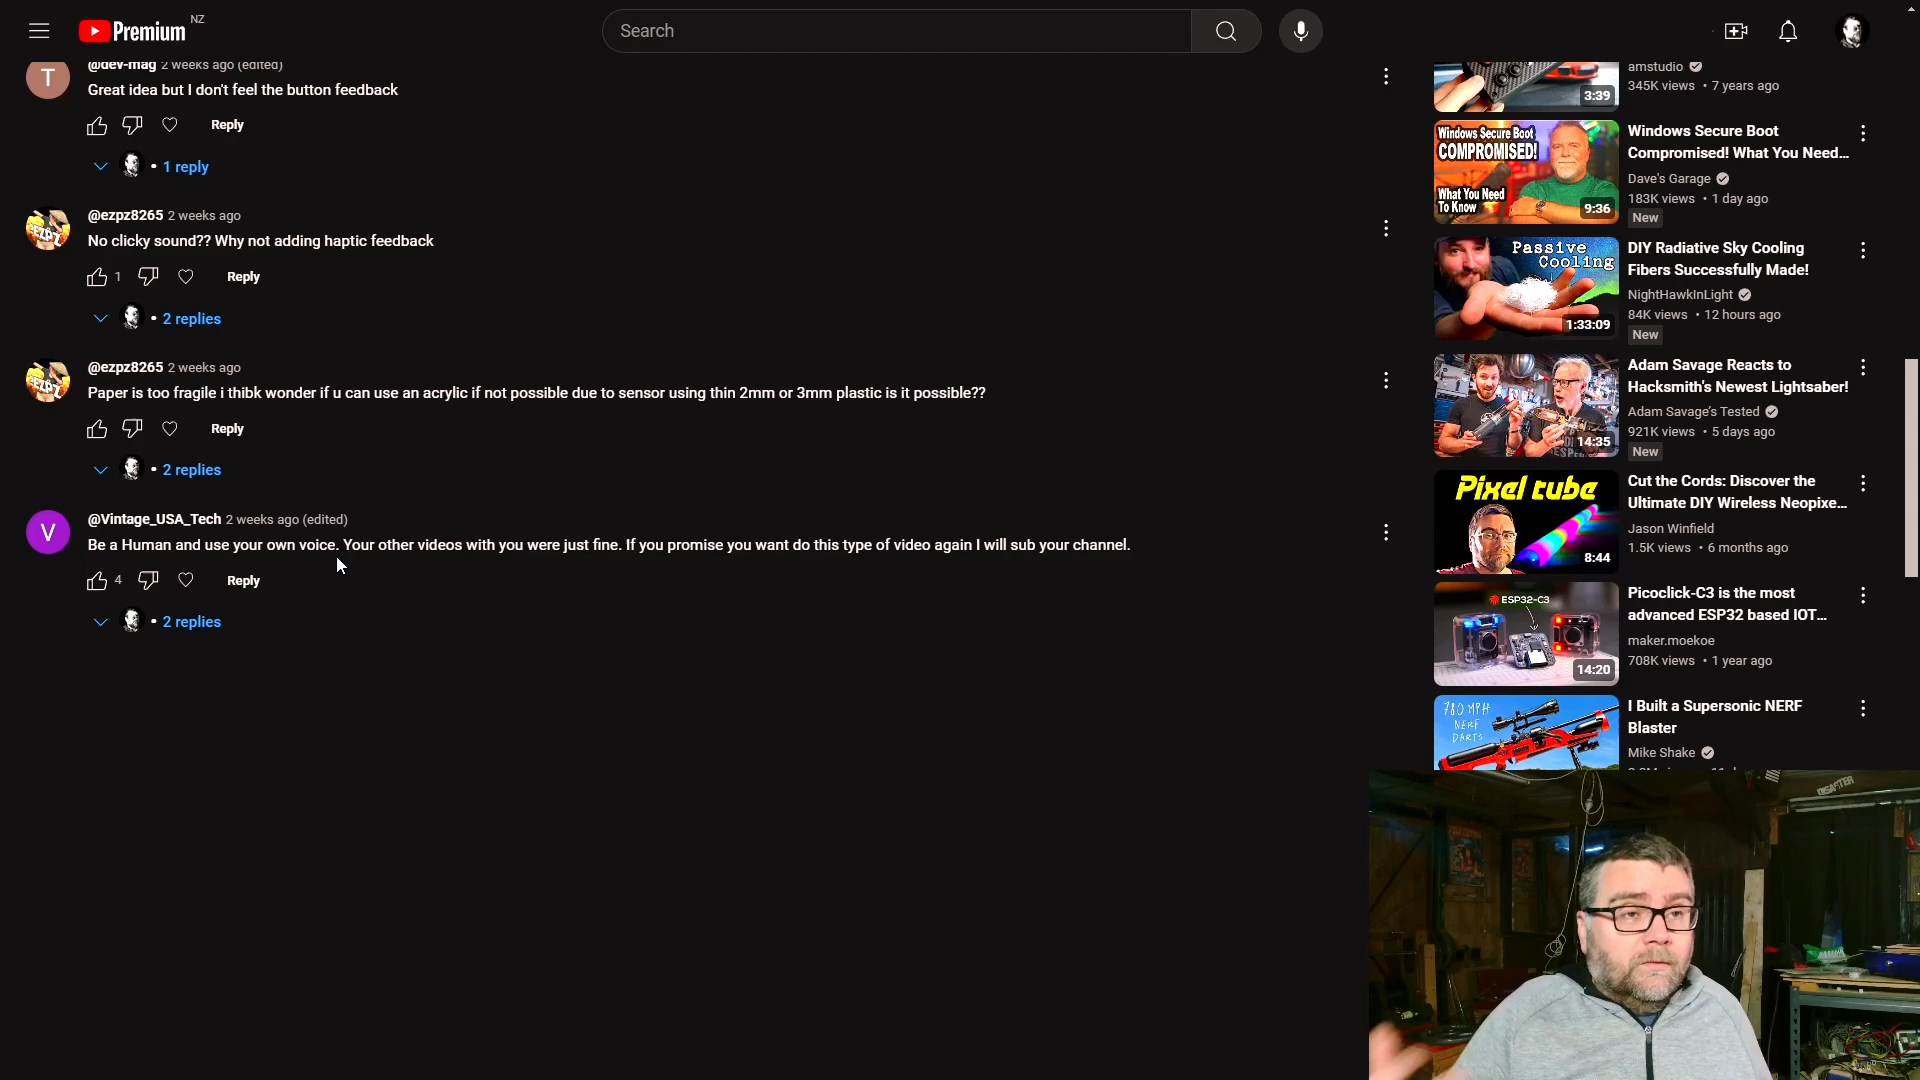 Premium NZ
Search
@dev-mag 2 weeks ago (edited)
T
Great idea but I don't feel the button feedback
Reply
• 1 reply
@ezpz8265 2 weeks ago
No clicky sound?? Why not adding haptic feedback
1 Reply
• 2 replies
@ezpz8265 2 weeks ago
Paper is too fragile i thibk wonder if u can use an acrylic if not possible due to sensor using thin 2mm or 3mm plastic is it possible??
Reply
• 2 replies
@Vintage_USA_Tech 2 weeks ago (edited)
V
Be a Human and use your own voice. Your other videos with you were just fine. If you promise you want do this type of video again I will sub your channel.
4 Reply
• 2 replies
amstudio
345K views • 7 years ago
3:39
Windows Secure Boot
COMPROMISED!
What You Need
To Know
9:36
Windows Secure Boot
Compromised! What You Need...
Dave's Garage
183K views • 1 day ago
New
Passive
Cooling
1:33:09
DIY Radiative Sky Cooling
Fibers Successfully Made!
NightHawkInLight
84K views • 12 hours ago
New
14:35
Adam Savage Reacts to
Hacksmith's Newest Lightsaber!
Adam Savage's Tested
921K views • 5 days ago
New
Pixel tube
8:44
Cut the Cords: Discover the
Ultimate DIY Wireless Neopixe...
Jason Winfield
1.5K views • 6 months ago
ESP32-C3
14:20
Picoclick-C3 is the most
advanced ESP32 based IOT...
maker.moekoe
708K views • 1 year ago
780 MPH
NERF
DARTS
I Built a Supersonic NERF
Blaster
Mike Shake